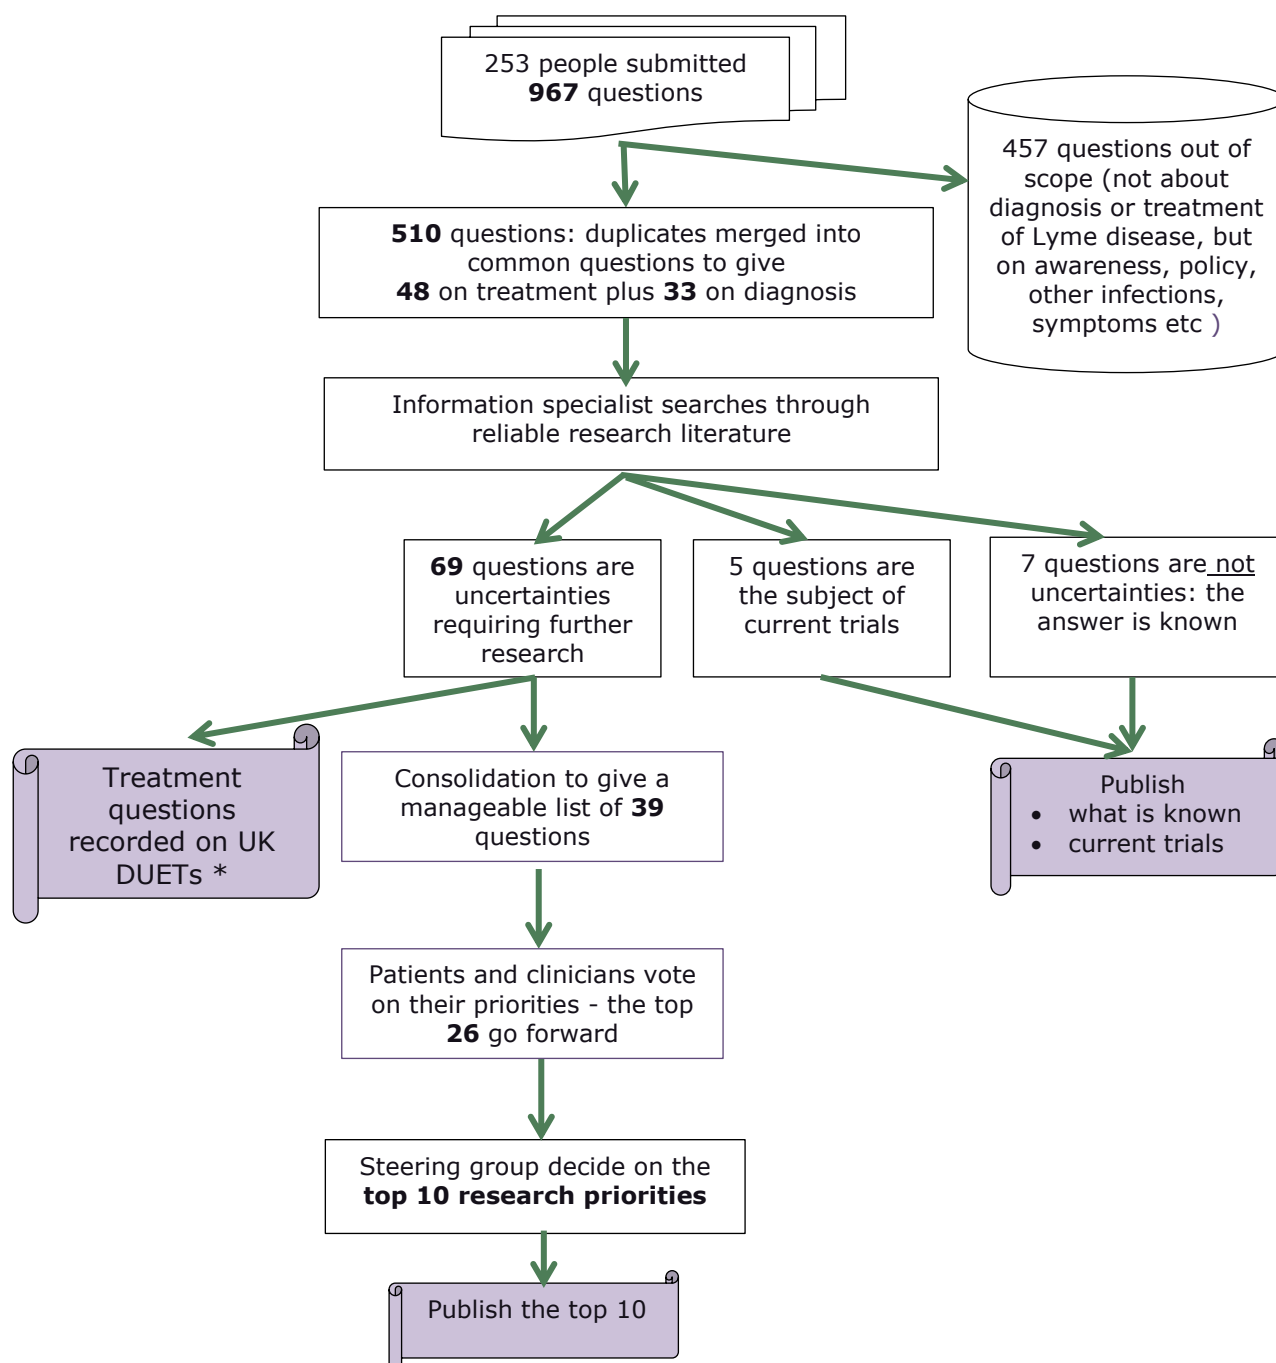 253 people submitted
967 questions
457 questions out of
scope (not about
diagnosis or treatment
of Lyme disease, but
on awareness, policy,
other infections,
symptoms etc )
510 questions: duplicates merged into
common questions to give
48 on treatment plus 33 on diagnosis
Information specialist searches through
reliable research literature
69 questions are
uncertainties
requiring further
research
5 questions are
the subject of
current trials
7 questions are not
uncertainties: the
answer is known
Treatment
questions
recorded on UK
DUETs *
Consolidation to give a
manageable list of 39
questions
Publish
• what is known
• current trials
Patients and clinicians vote
on their priorities - the top
26 go forward
Steering group decide on the
top 10 research priorities
Publish the top 10